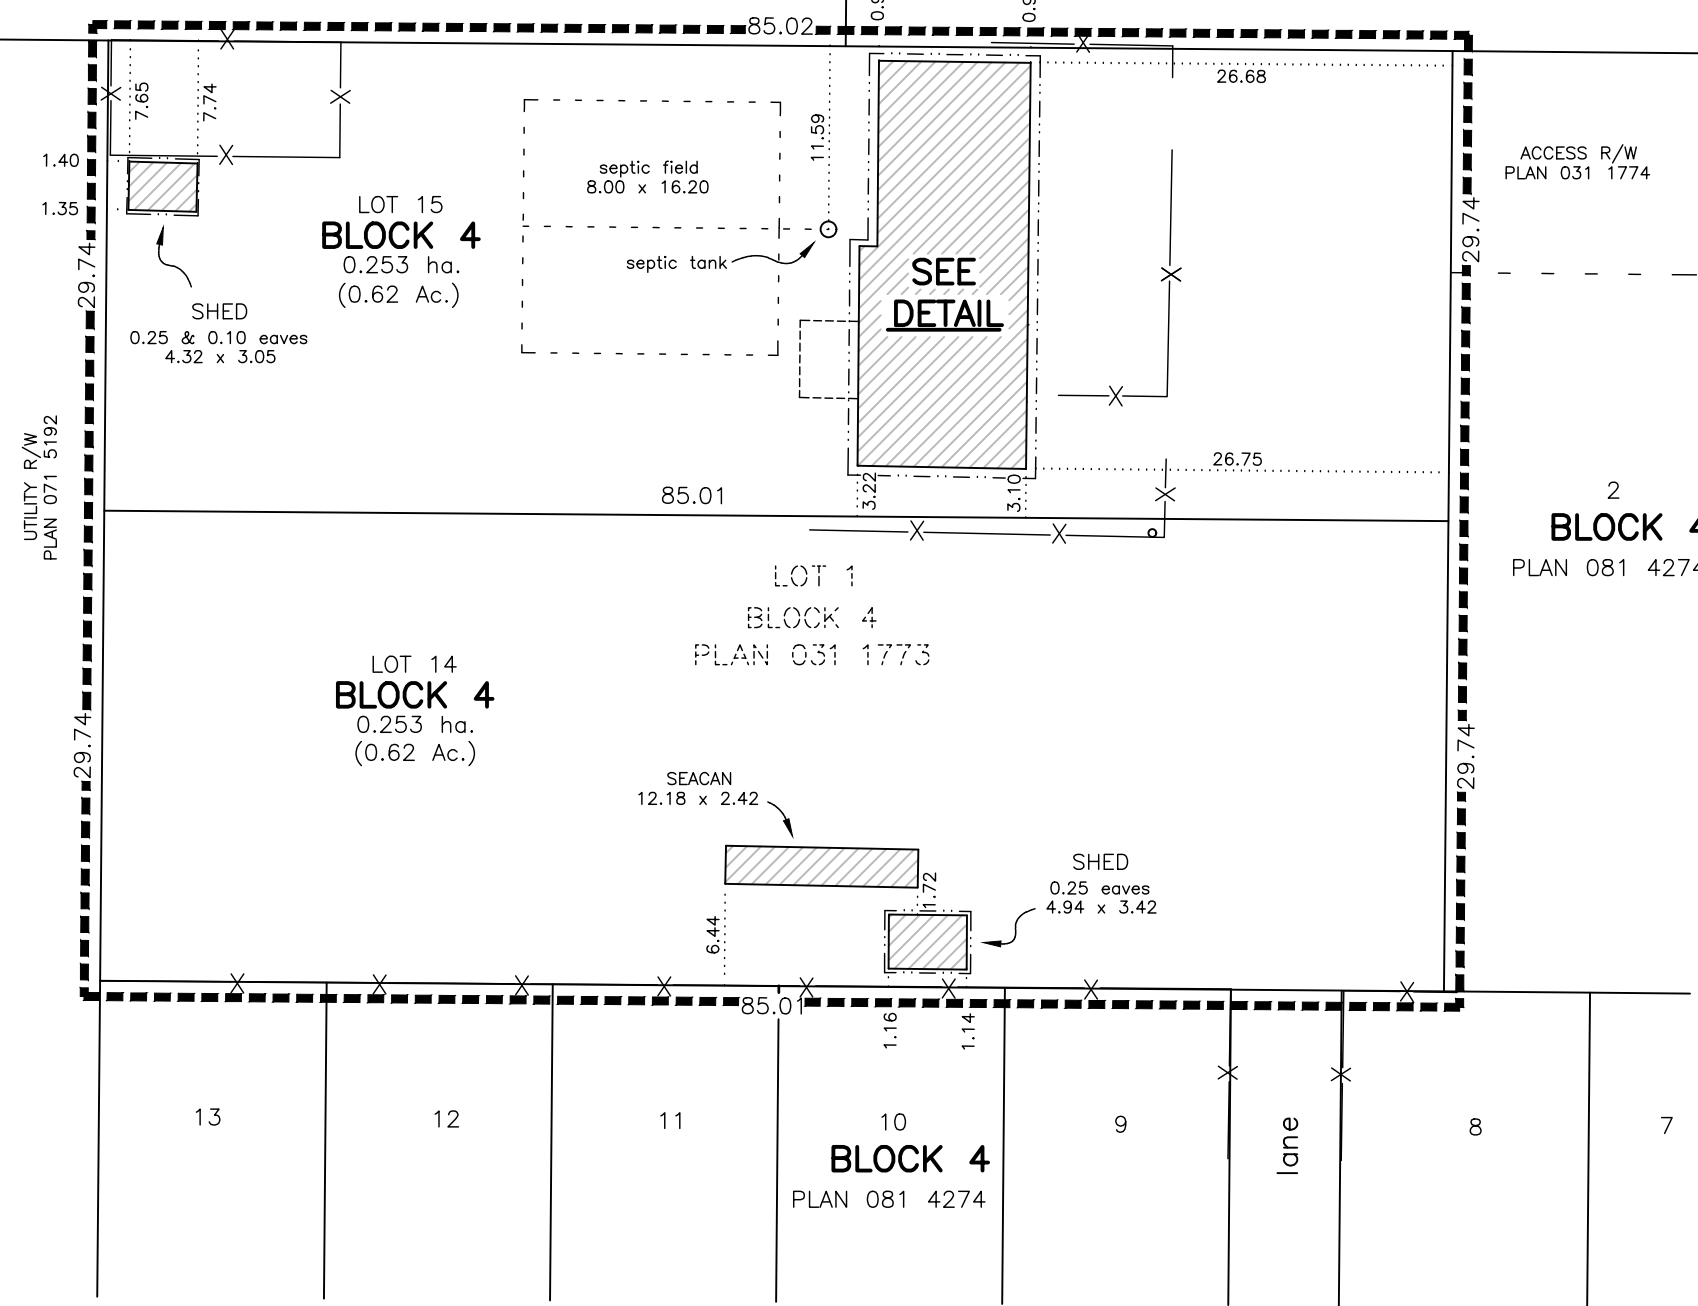 85.02
7.65
7.74
26.68
11.59
ACCESS R/W
PLAN 031 1774
1.40
1.35
septic field
8.00 x 16.20
LOT 15
BLOCK 4
0.253 ha.
(0.62 Ac.)
septic tank
SEE
DETAIL
29.74
29.74
SHED
0.25 & 0.10 eaves
4.32 x 3.05
UTILITY R/W
PLAN 071 5192
26.75
3.22
3.10
85.01
2
BLOCK 4
PLAN 081 4274
LOT 1
BLOCK 4
PLAN 031 1773
LOT 14
BLOCK 4
0.253 ha.
(0.62 Ac.)
29.74
29.74
SEACAN
12.18 x 2.42
SHED
0.25 eaves
4.94 x 3.42
1.72
6.44
85.01
1.16
1.14
13
12
11
10
9
lane
8
7
BLOCK 4
PLAN 081 4274